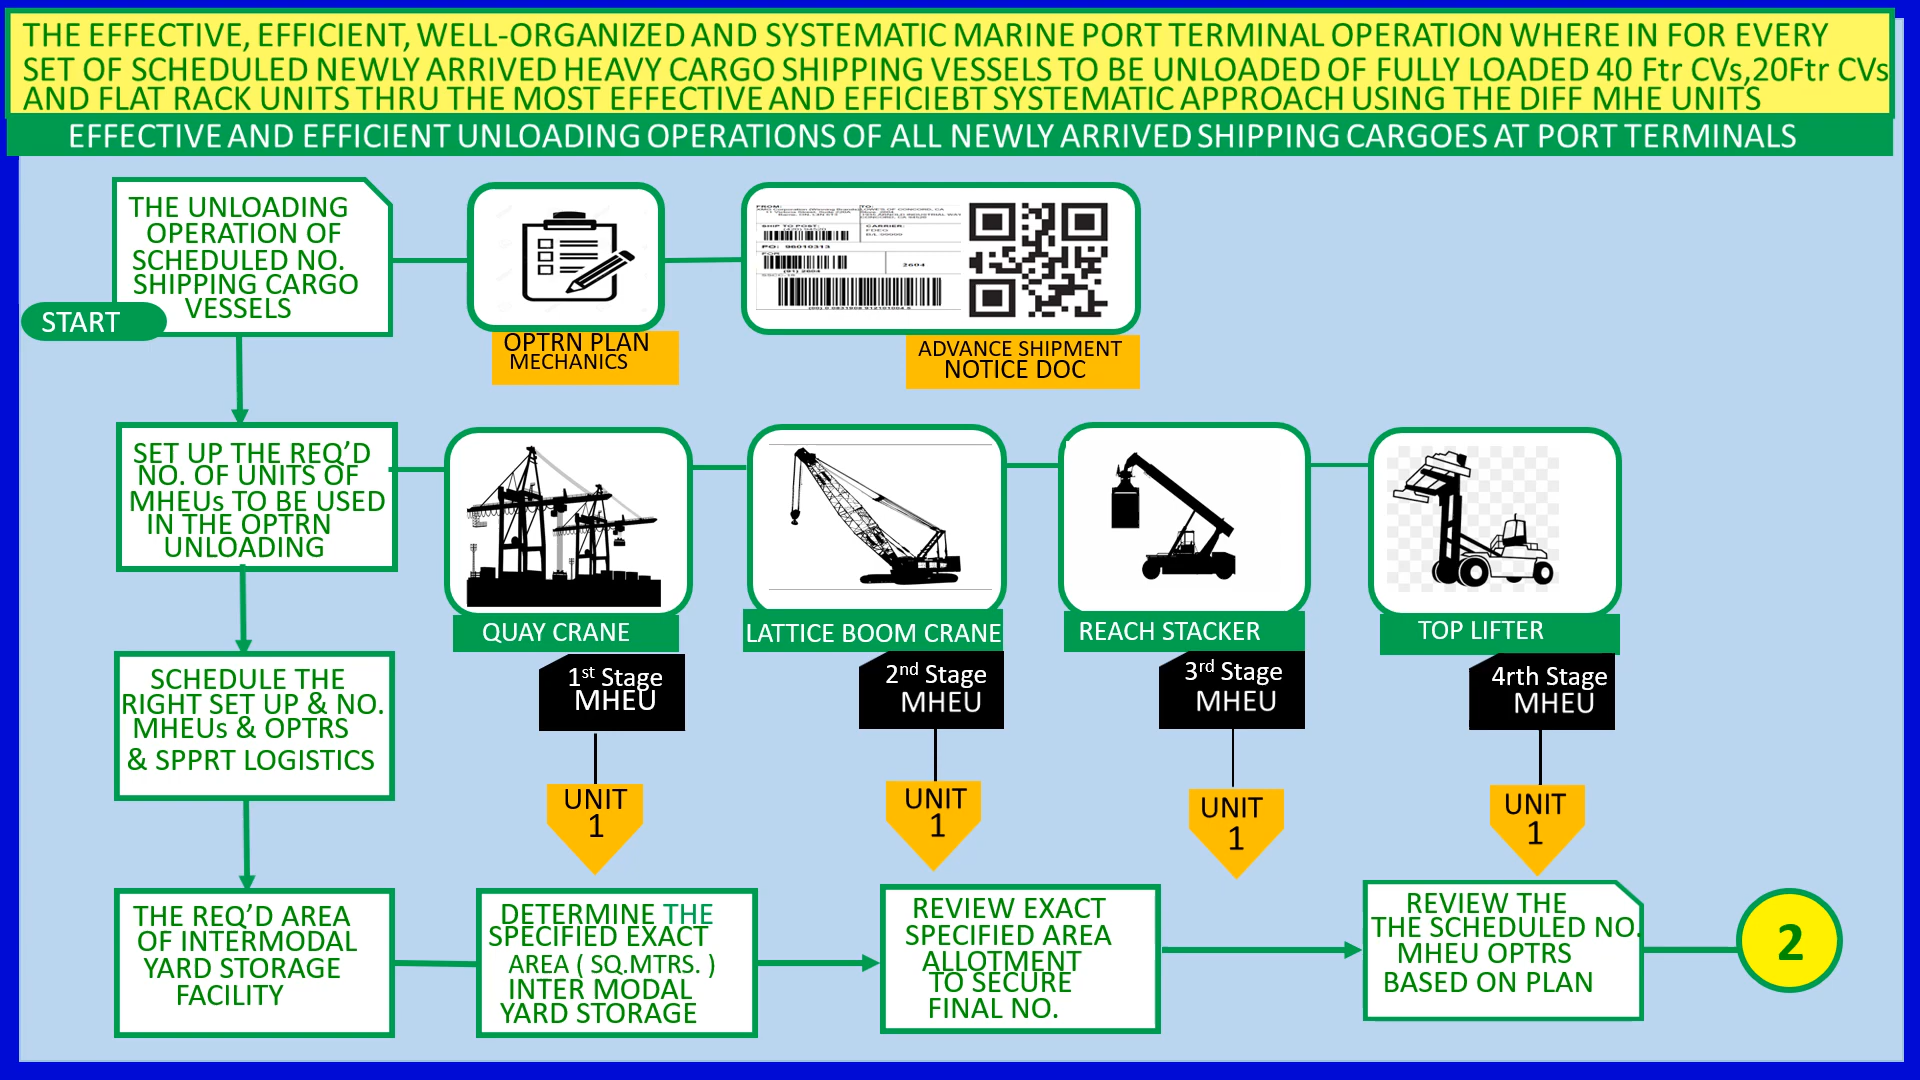 THE EFFECTIVE, EFFICIENT, WELL-ORGANIZED AND SYSTEMATIC MARINE PORT TERMINAL OPERATION WHERE IN FOR EVERY
SET OF SCHEDULED NEWLY ARRIVED HEAVY CARGO SHIPPING VESSELS TO BE UNLOADED OF FULLY LOADED 40 Ftr CVs,20Ftr CVs
AND FLAT RACK UNITS THRU THE MOST EFFECTIVE AND EFFICIEBT SYSTEMATIC APPROACH USING THE DIFF MHE UNITS
EFFECTIVE AND EFFICIENT UNLOADING OPERATIONS OF ALL NEWLY ARRIVED SHIPPING CARGOES AT PORT TERMINALS
THE UNLOADING
OPERATION OF
SCHEDULED NO.
SHIPPING CARGO
VESSELS
START
FROM:
TO:
SHIP TO POST:
CARRIER:
PO: 96010313
2604
OPTRN PLAN
MECHANICS
ADVANCE SHIPMENT
NOTICE DOC
SET UP THE REQ’D
NO. OF UNITS OF
MHEUs TO BE USED
IN THE OPTRN
UNLOADING
QUAY CRANE
LATTICE BOOM CRANE
REACH STACKER
TOP LIFTER
1st Stage
MHEU
2nd Stage
MHEU
3rd Stage
MHEU
4rth Stage
MHEU
SCHEDULE THE
RIGHT SET UP & NO.
MHEUs & OPTRS
& SPPRT LOGISTICS
UNIT
1
UNIT
1
UNIT
1
UNIT
1
THE REQ’D AREA
OF INTERMODAL
YARD STORAGE
FACILITY
DETERMINE THE
SPECIFIED EXACT
AREA ( SQ.MTRS. )
INTER MODAL
YARD STORAGE
REVIEW EXACT
SPECIFIED AREA
ALLOTMENT
TO SECURE
FINAL NO.
REVIEW THE
THE SCHEDULED NO.
MHEU OPTRS
BASED ON PLAN
2